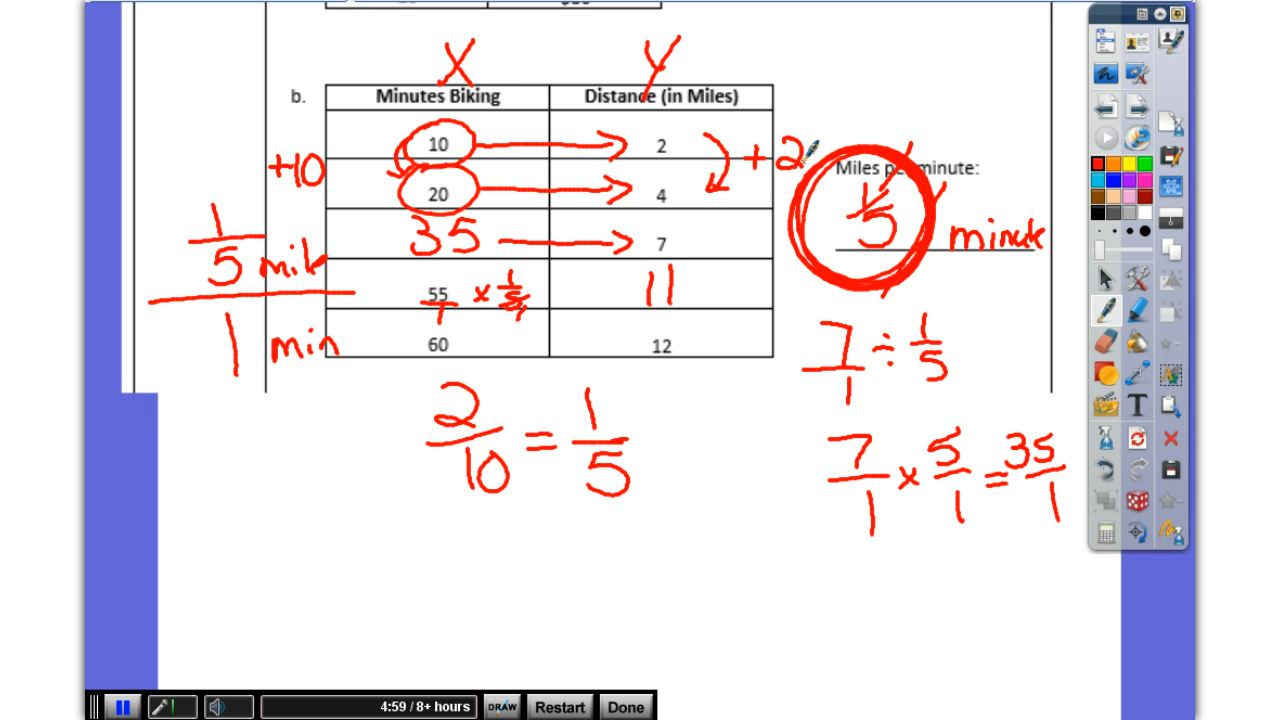 X Y
b. Minutes Biking Distance (in Miles)
10 2 + 2
+10 Miles per minute:
20 4 1/5 minute
35 7
1/5 mile
55/1 × 1/5 11
1 min
60 12
7/1 ÷ 1/5
2/10 = 1/5
7/1 × 5/1 = 35/1
T
4:59 / 8+ hours DRAW Restart Done